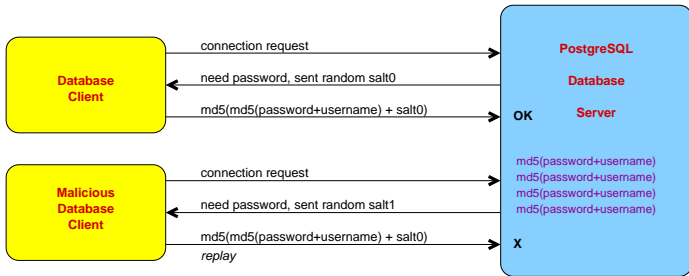 connection request
PostgreSQL
Database
Client
need password, sent random salt0
Database
md5(md5(password+username) + salt0)
OK
Server
md5(password+username)
md5(password+username)
md5(password+username)
md5(password+username)
Malicious
Database
Client
connection request
need password, sent random salt1
md5(md5(password+username) + salt0)
X
replay